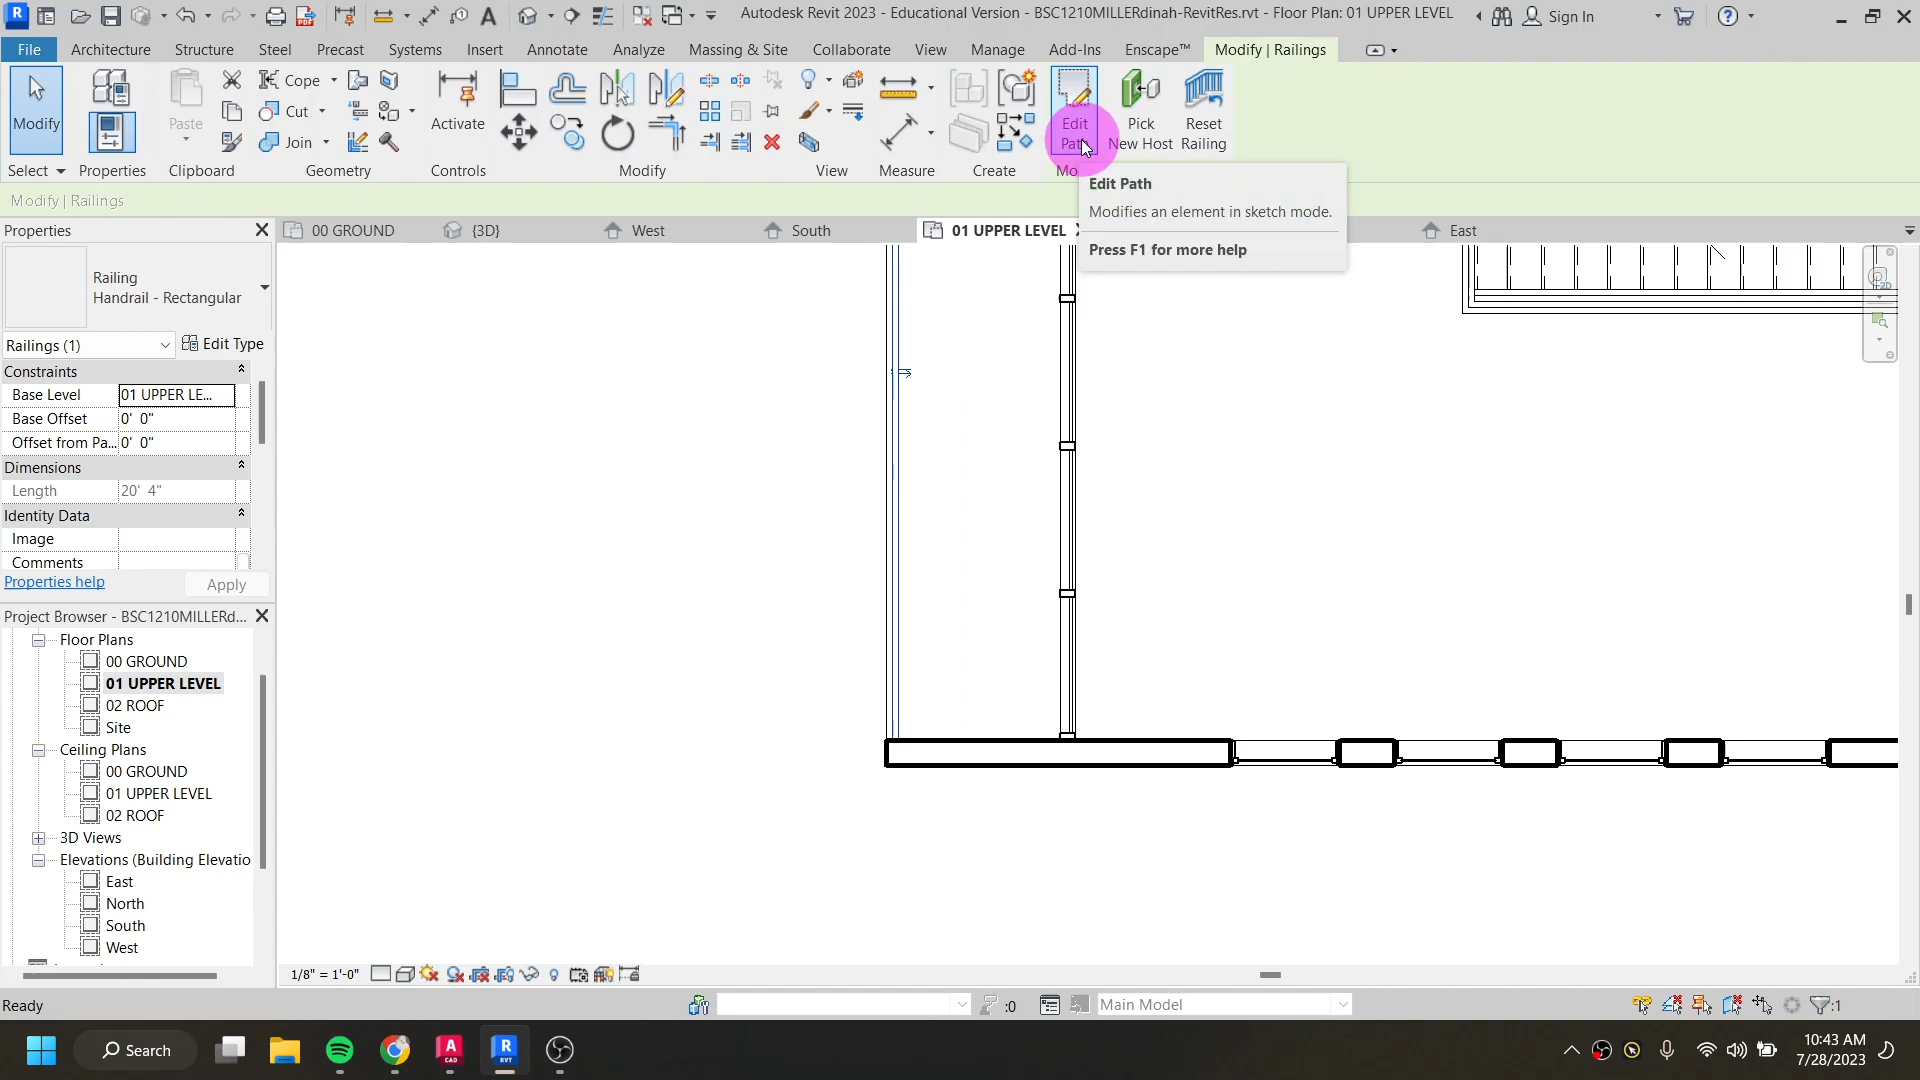 Autodesk Revit 2023 - Educational Version - BSC1210MILLERdinah-RevitRes.rvt - Floor Plan: 01 UPPER LEVEL
Sign In
File
Architecture
Structure
Steel
Precast
Systems
Insert
Annotate
Analyze
Massing & Site
Collaborate
View
Manage
Add-Ins
Enscape™
Modify | Railings
Modify
Paste
Cope
Cut
Join
Activate
Edit
Path
Pick
New Host
Reset
Railing
Select
Properties
Clipboard
Geometry
Controls
Modify
View
Measure
Create
Mo
Edit Path
Modifies an element in sketch mode.
Press F1 for more help
Modify | Railings
Properties
00 GROUND
{3D}
West
South
01 UPPER LEVEL
East
Railing
Handrail - Rectangular
Railings (1)
Edit Type
Constraints
Base Level
01 UPPER LE...
Base Offset
0' 0"
Offset from Pa...
0' 0"
Dimensions
Length
20' 4"
Identity Data
Image
Comments
Properties help
Apply
Project Browser - BSC1210MILLERd...
Floor Plans
00 GROUND
01 UPPER LEVEL
02 ROOF
Site
Ceiling Plans
00 GROUND
01 UPPER LEVEL
02 ROOF
3D Views
Elevations (Building Elevatio
East
North
South
West
1/8" = 1'-0"
Ready
:0
Main Model
:1
Search
10:43 AM
7/28/2023